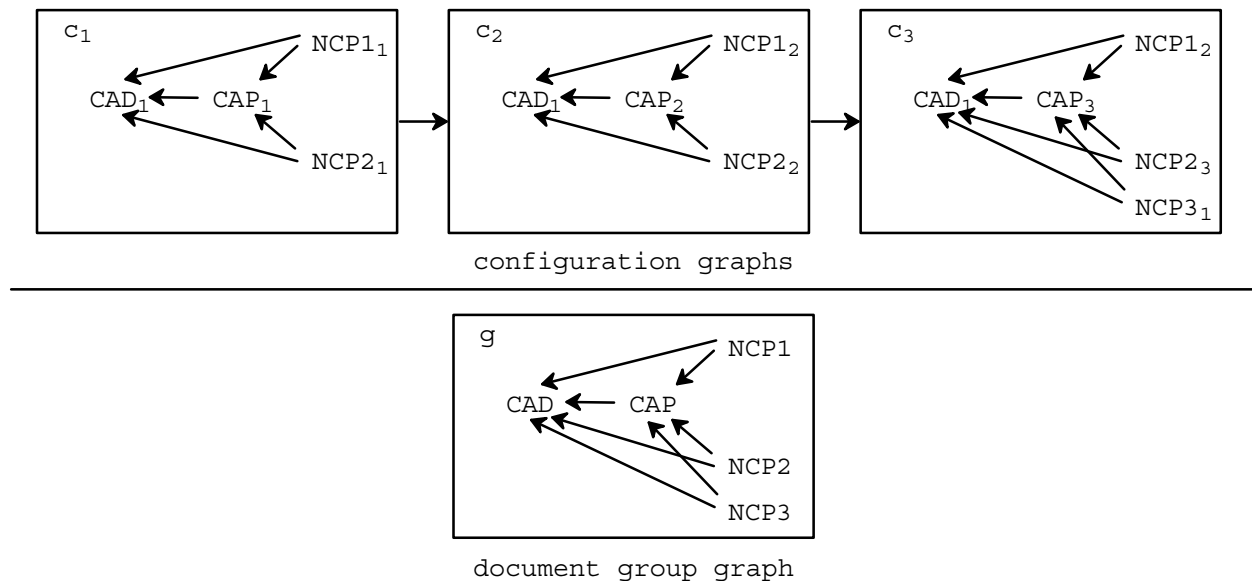 c₁
NCP1₁
CAD₁
CAP₁
NCP2₁
c₂
NCP1₂
CAD₁
CAP₂
NCP2₂
c₃
NCP1₂
CAD₁
CAP₃
NCP2₃
NCP3₁
configuration graphs
g
NCP1
CAD
CAP
NCP2
NCP3
document group graph